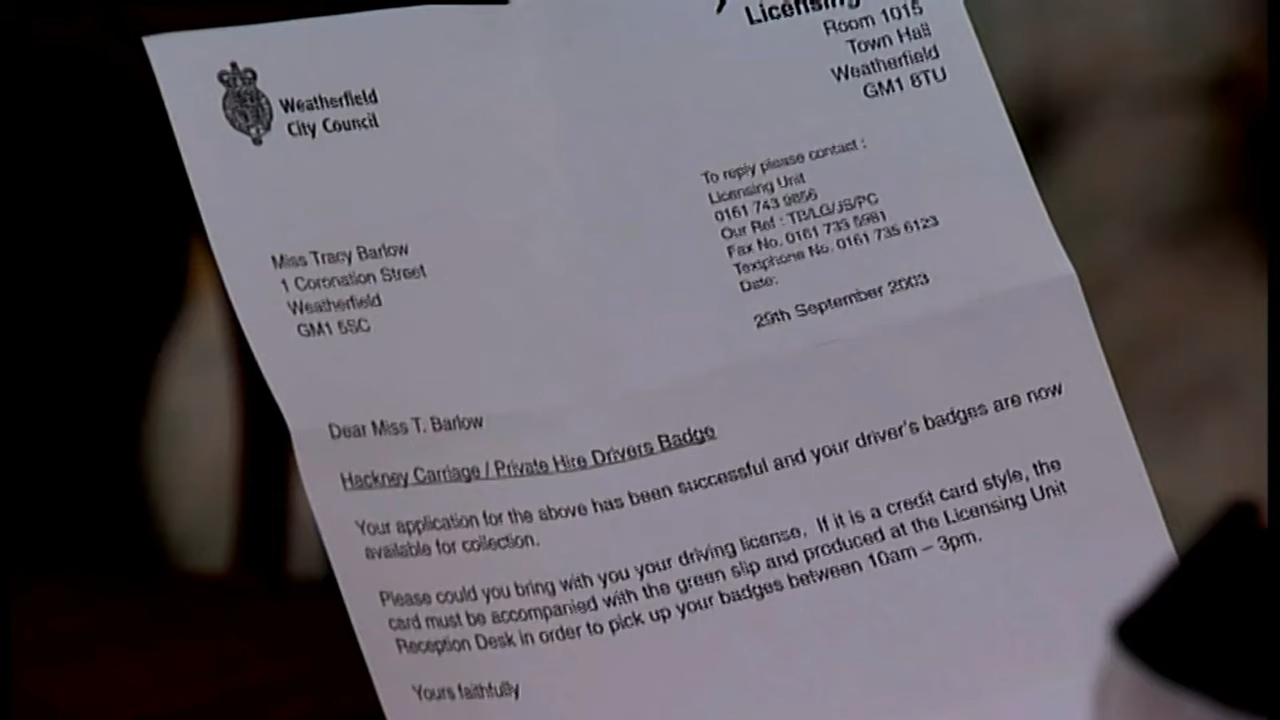 Licensing
Room 1015
Town Hall
Weatherfield
GM1 8TU
Weatherfield
City Council
To reply please contact :
Licensing Unit
0161 743 9856
Our Ref : TB/LG/JS/PC
Fax No. 0161 735 5981
Textphone No. 0161 735 6123
Date:
29th September 2003
Miss Tracy Barlow
1 Coronation Street
Weatherfield
GM1 5SC
Dear Miss T. Barlow
Hackney Carriage / Private Hire Drivers Badge
Your application for the above has been successful and your driver's badges are now
available for collection.
Please could you bring with you your driving license. If it is a credit card style, the
card must be accompanied with the green slip and produced at the Licensing Unit
Reception Desk in order to pick up your badges between 10am – 3pm.
Yours faithfully